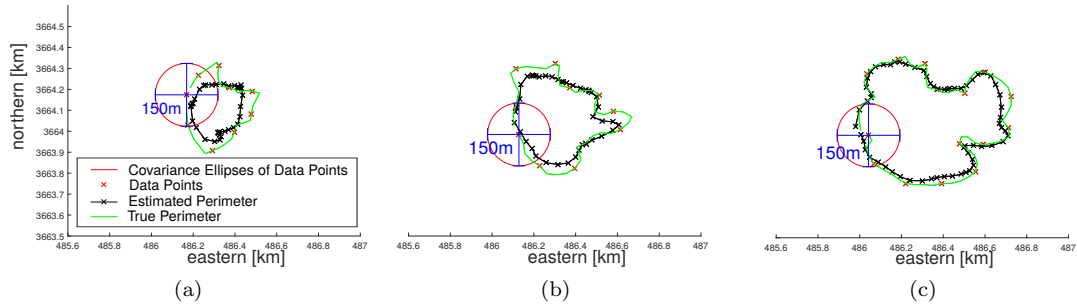 3664.5
3664.4
3664.3
3664.2
3664.1
3664
3663.9
3663.8
3663.7
3663.6
3663.5
northern [km]
150m
Covariance Ellipses of Data Points
Data Points
Estimated Perimeter
True Perimeter
485.6 485.8 486 486.2 486.4 486.6 486.8 487
eastern [km]
(a)
150m
485.6 485.8 486 486.2 486.4 486.6 486.8 487
eastern [km]
(b)
150m
485.6 485.8 486 486.2 486.4 486.6 486.8 487
eastern [km]
(c)